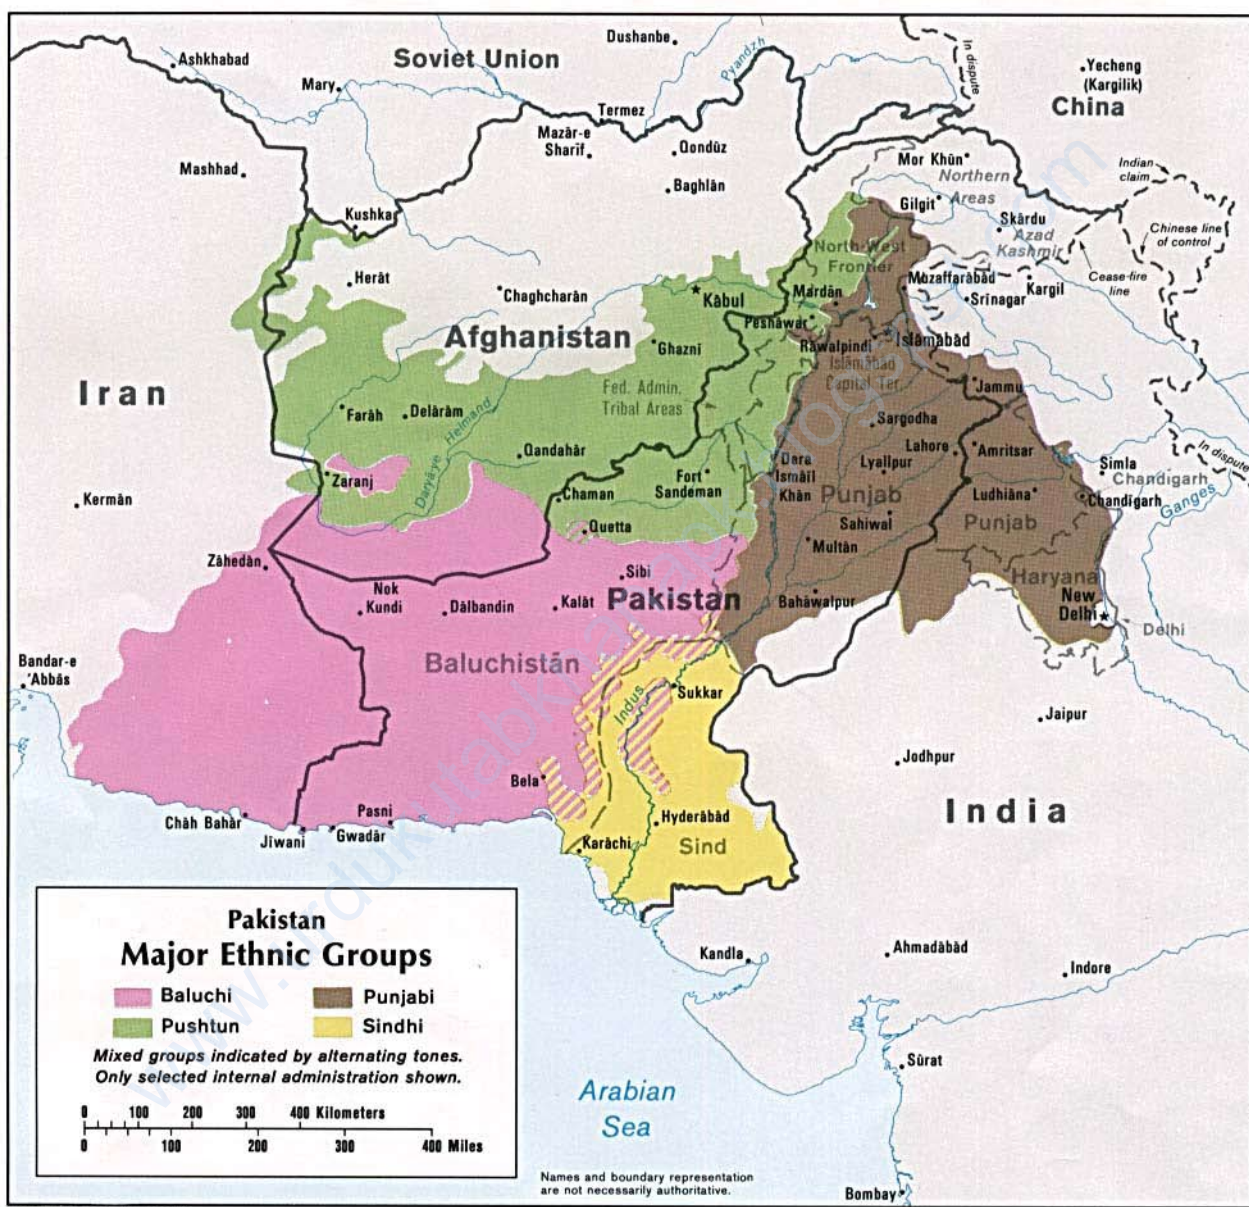 Dushanbe
Pyandzh
In dispute
Ashkhabad
Soviet Union
Mary
Yecheng
(Kargilik)
China
Termez
Mazār-e
Sharīf
Qondūz
Baghlān
Mashhad
Mor Khūn
Northern
Areas
Gilgit
Indian
claim
Kushka
Skārdu
Azad
Kashmir
Chinese line
of control
Cease-fire
line
North-West
Frontier
Herāt
Chaghcharān
Kābul
Mardān
Muzaffarābād
Kargil
Srīnagar
Peshāwar
Afghanistan
Ghaznī
Rāwalpindi
Islāmābād
Islāmābād
Capital Ter.
Iran
Fed. Admin.
Tribal Areas
Jammu
Farāh
Delārām
Daryā-ye Helmand
Sargodha
Lahore
Amritsar
Qandahār
Dara
Ismāīl
Khān
Lyallpur
Simla
Chandīgarh
Zaranj
Fort
Sandeman
Punjab
Ludhiāna
Chandīgarh
Ganges
In dispute
Kermān
Chaman
Sahiwal
Punjab
Quetta
Multān
Zāhedān
Sibi
Haryana
Nok
Kundi
Dālbandin
Kalāt
Pakistan
Bahāwalpur
New
Delhi
Delhi
Bandar-e
'Abbās
Baluchistān
Indus
Sukkar
Jaipur
Jodhpur
Bela
India
Chāh Bahār
Jīwani
Pasni
Gwadār
Hyderābād
Karāchi
Sind
Pakistan
Major Ethnic Groups
Baluchi
Punjabi
Pushtun
Sindhi
Mixed groups indicated by alternating tones.
Only selected internal administration shown.
0 100 200 300 400 Kilometers
0 100 200 300 400 Miles
Kandla
Ahmadābād
Indore
Sūrat
Arabian
Sea
Names and boundary representation
are not necessarily authoritative.
Bombay